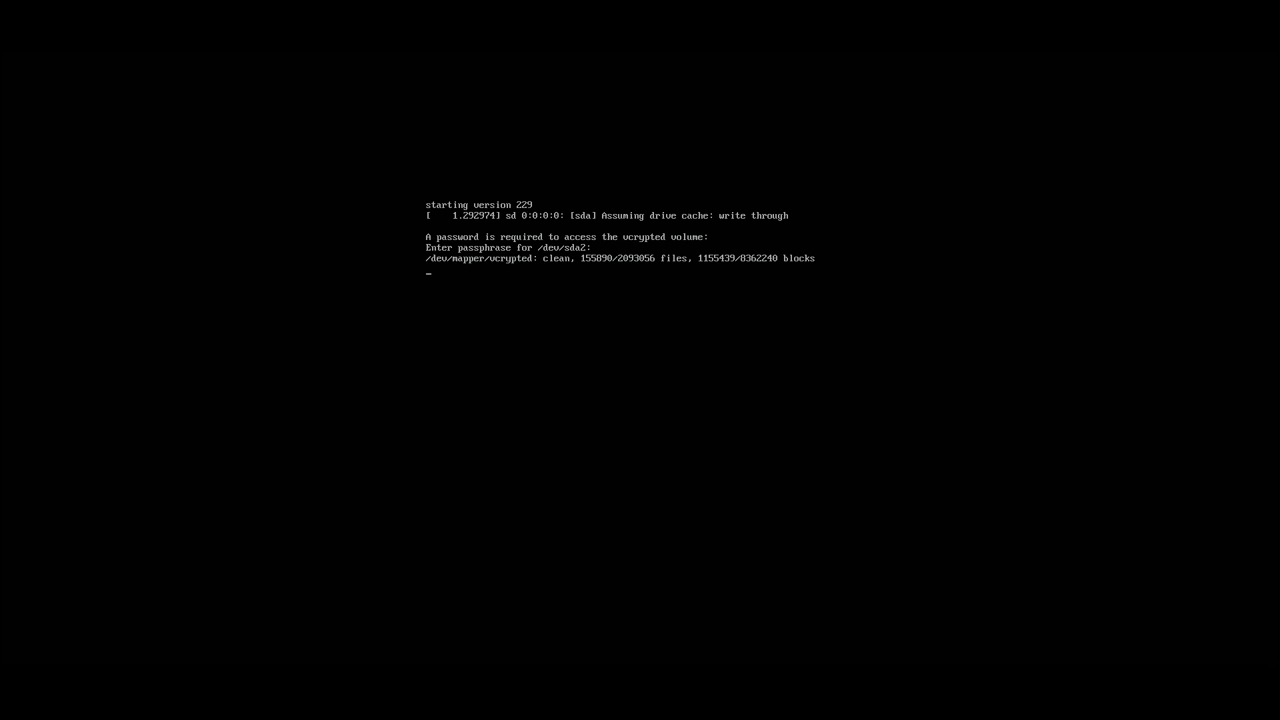 starting version 229
[    1.292974] sd 0:0:0:0: [sda] Assuming drive cache: write through
A password is required to access the vcrypted volume:
Enter passphrase for /dev/sda2:
/dev/mapper/vcrypted: clean, 155890/2093056 files, 1155439/8362240 blocks
_